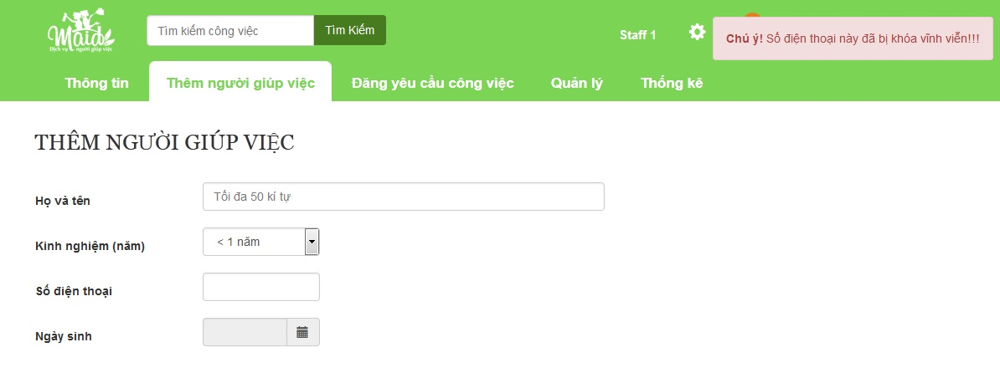 Maid
Dịch vụ người giúp việc
Tìm kiếm công việc
Tìm Kiếm
Staff 1
Chú ý! Số điện thoại này đã bị khóa vĩnh viễn!!!
Thông tin
Thêm người giúp việc
Đăng yêu cầu công việc
Quản lý
Thống kê
THÊM NGƯỜI GIÚP VIỆC
Họ và tên
Tối đa 50 kí tự
Kinh nghiệm (năm)
< 1 năm
Số điện thoại
Ngày sinh